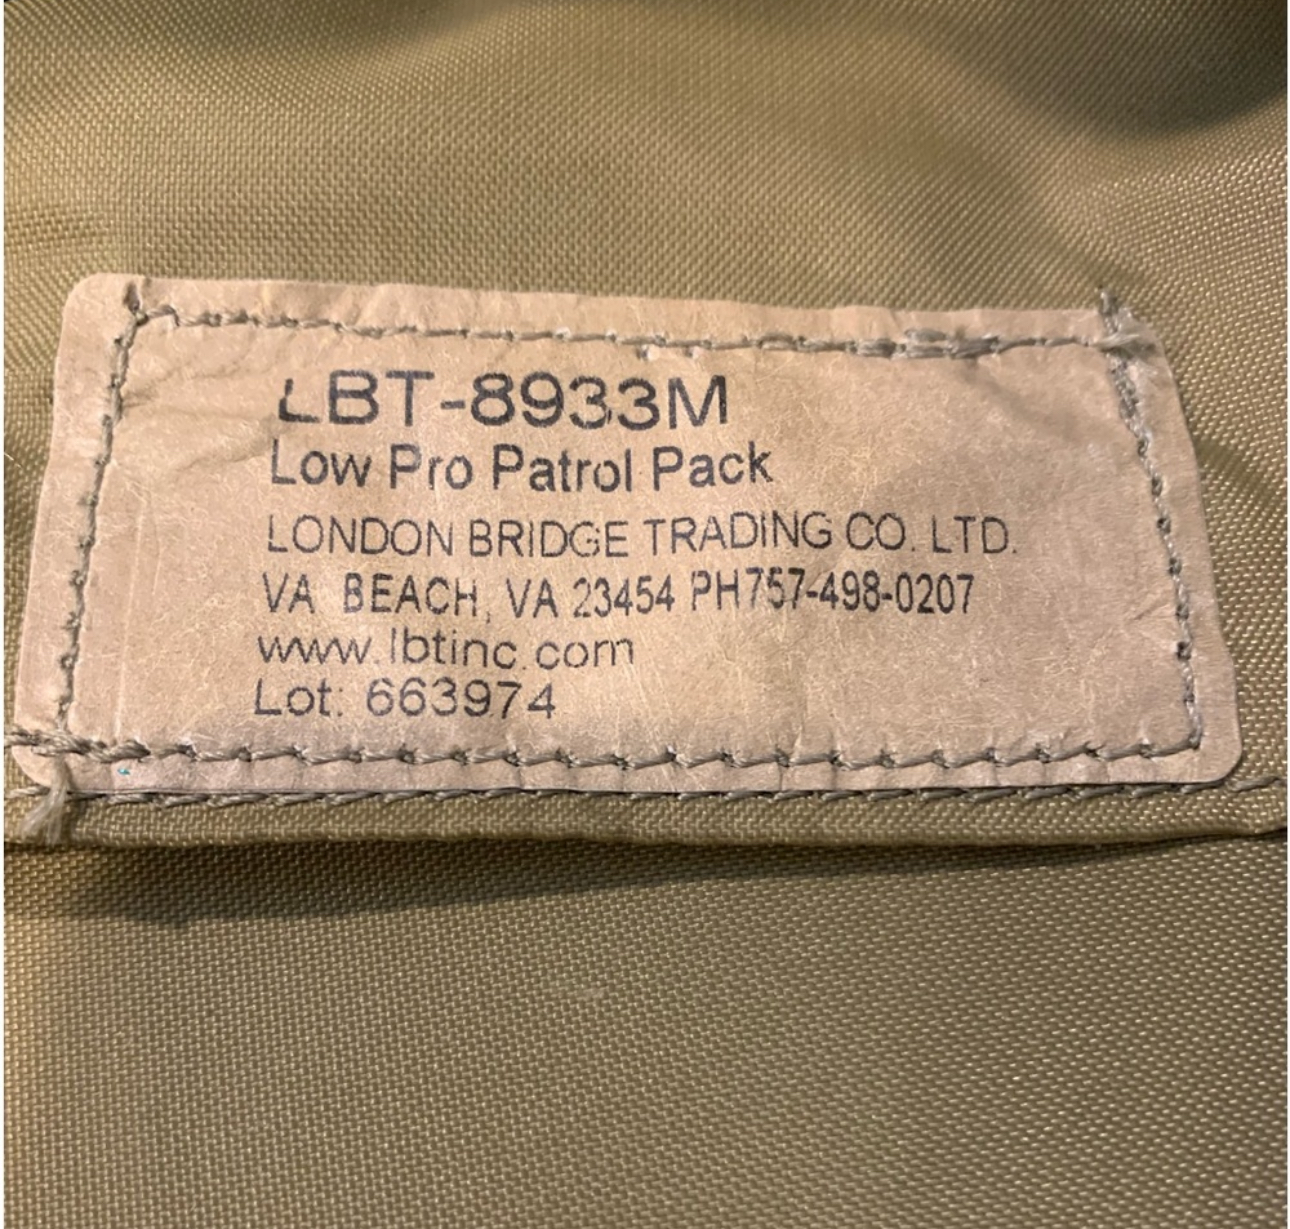 LBT-8933M
Low Pro Patrol Pack
LONDON BRIDGE TRADING CO. LTD.
VA BEACH, VA 23454 PH757-498-0207
www.lbtinc.com
Lot: 663974